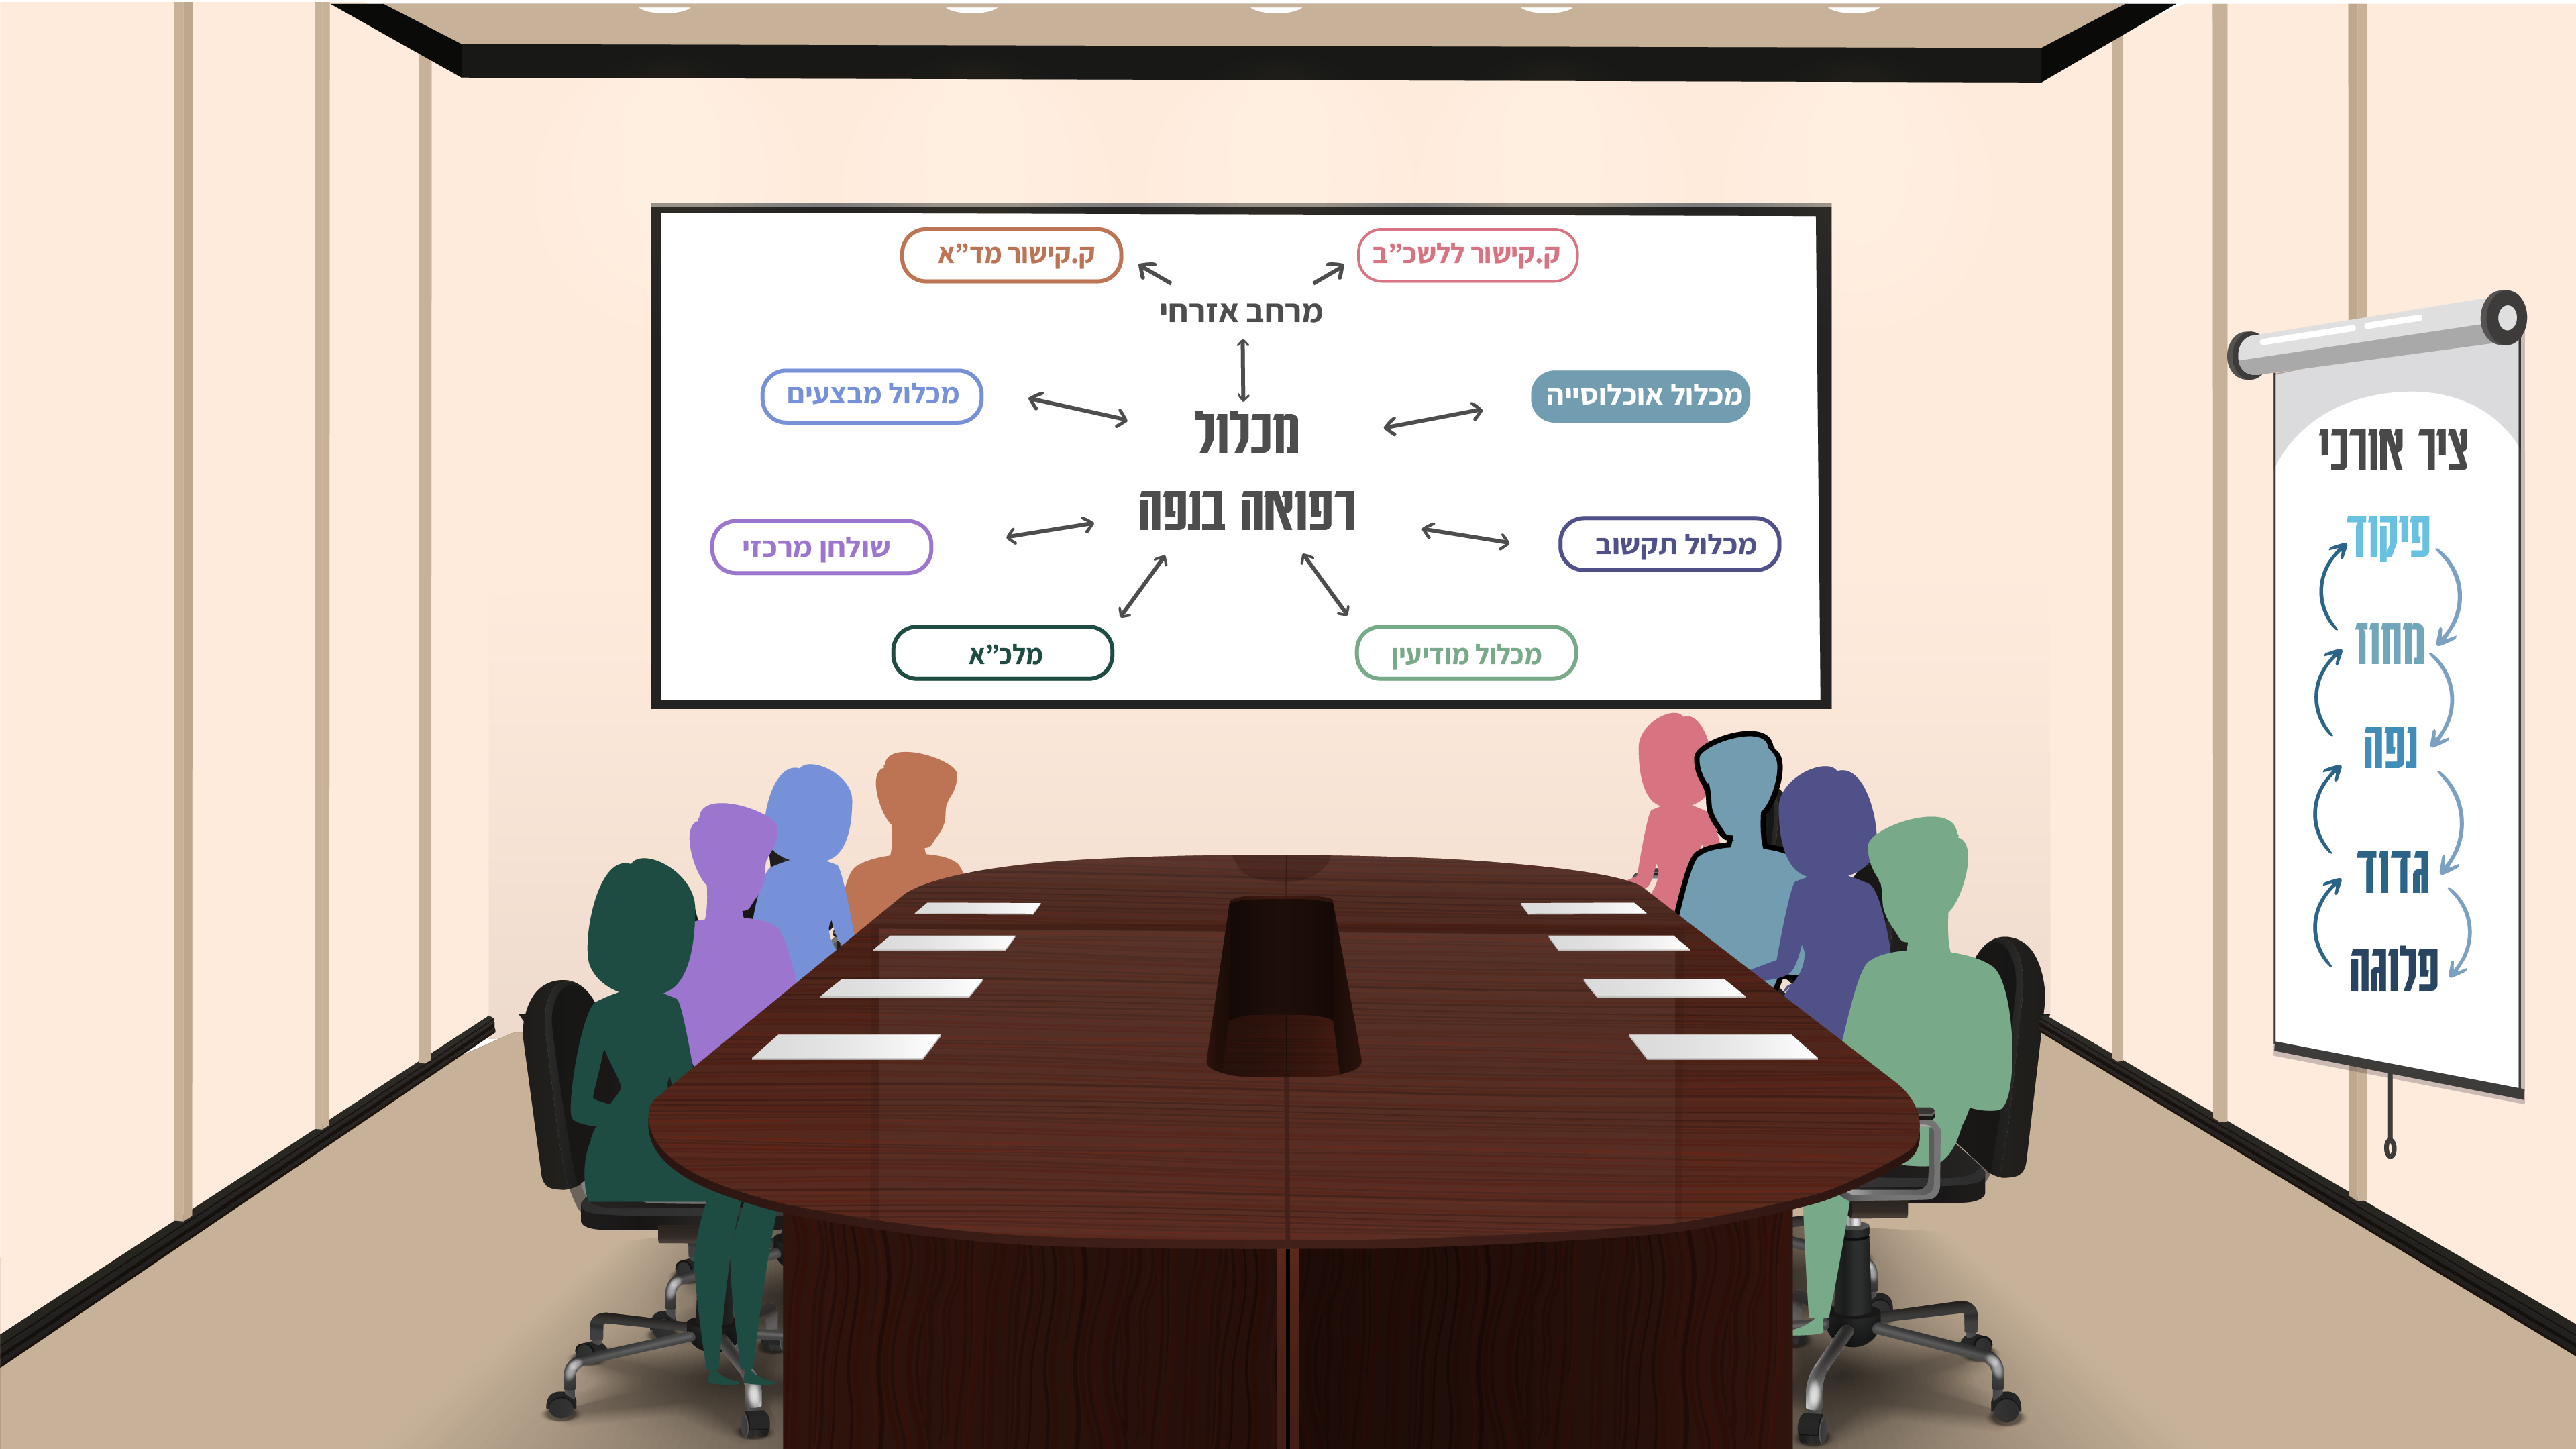 ק.קישור ללשכ"ב
ק.קישור מד"א
מרחב אזרחי
מכלול אוכלוסייה
מכלול מבצעים
מכלול
רפואה בנפה
מכלול תקשוב
שולחן מרכזי
מכלול מודיעין
מלכ"א
ציר אורכי
פיקוד
מחוז
נפה
גדוד
פלוגה